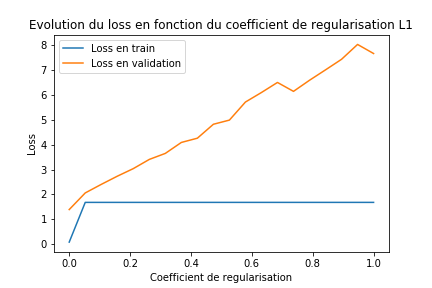 Evolution du loss en fonction du coefficient de regularisation L1
Loss en train
Loss en validation
8
7
6
5
4
3
2
1
0
Loss
0.0 0.2 0.4 0.6 0.8 1.0
Coefficient de regularisation